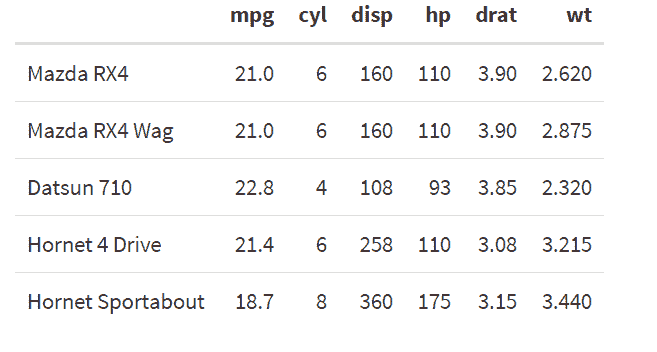 mpg cyl disp hp drat wt
Mazda RX4 21.0 6 160 110 3.90 2.620
Mazda RX4 Wag 21.0 6 160 110 3.90 2.875
Datsun 710 22.8 4 108 93 3.85 2.320
Hornet 4 Drive 21.4 6 258 110 3.08 3.215
Hornet Sportabout 18.7 8 360 175 3.15 3.440